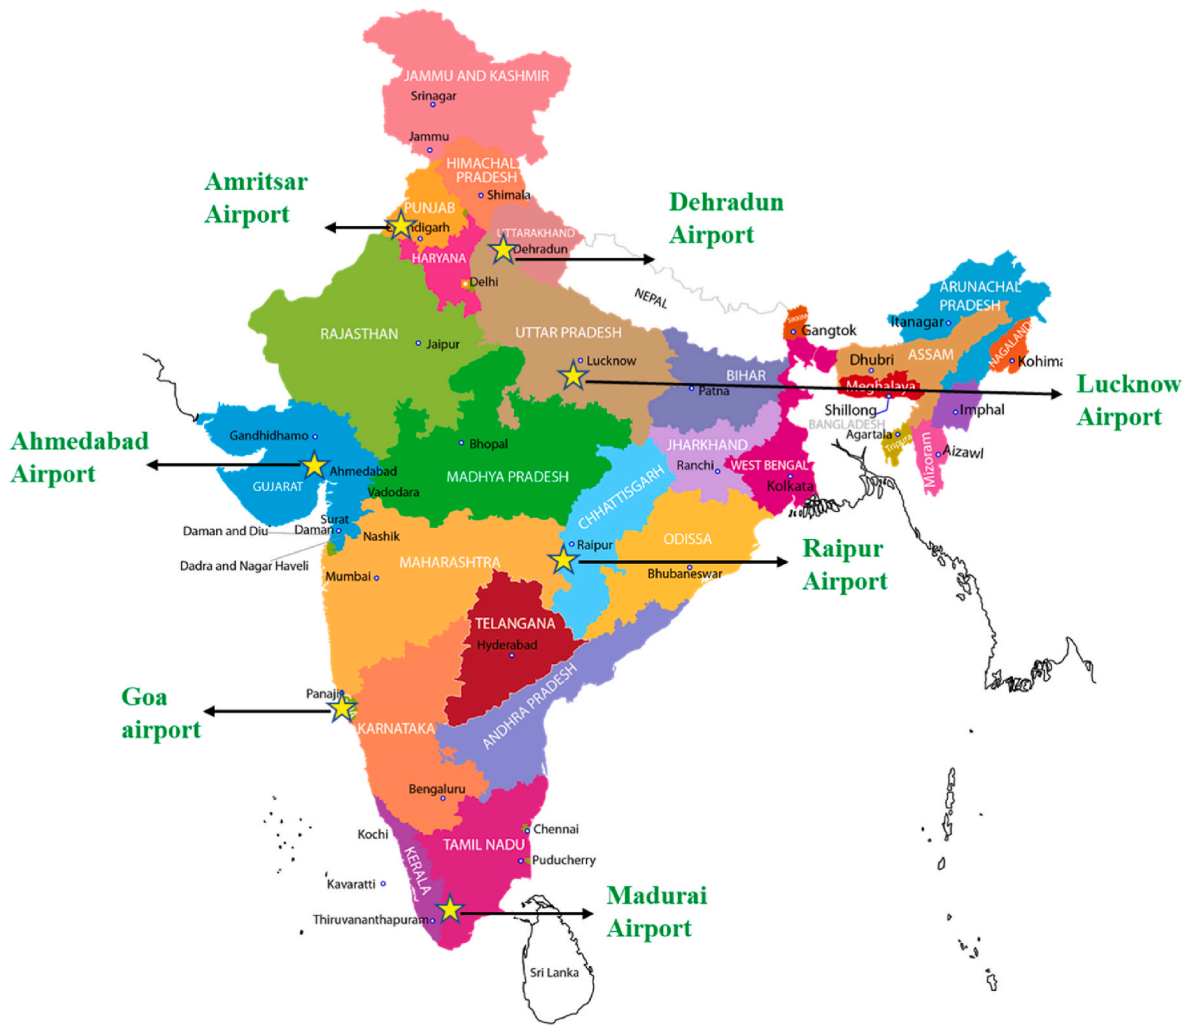 JAMMU AND KASHMIR
Srinagar
Jammu
HIMACHAL
PRADESH
Shimala
Amritsar
Airport
PUNJAB
ndigarh
Dehradun
Airport
UTTARAKHAND
Dehradun
HARYANA
Delhi
NEPAL
ARUNACHAL
PRADESH
Itanagar
RAJASTHAN
Jaipur
UTTAR PRADESH
Lucknow
SIKKIM
Gangtok
Dhubri
ASSAM
NAGALAND
Kohima
BIHAR
Patna
Meghalaya
Shillong
Imphal
Lucknow
Airport
BANGLADESH
Agartala
Tripura
Mizoram
Aizawl
Ahmedabad
Airport
Gandhidhamo
Ahmedabad
GUJARAT
Vadodara
Bhopal
MADHYA PRADESH
JHARKHAND
Ranchi
WEST BENGAL
Kolkata
CHHATTISGARH
Surat
Daman and Diu
Daman
Nashik
Dadra and Nagar Haveli
Mumbai
MAHARASHTRA
Raipur
ODISSA
Bhubaneswar
Raipur
Airport
TELANGANA
Hyderabad
ANDHRA PRADESH
Goa
airport
Panaji
KARNATAKA
Bengaluru
Kochi
KERALA
TAMIL NADU
Chennai
Puducherry
Kavaratti
Thiruvananthapuram
Madurai
Airport
Sri Lanka